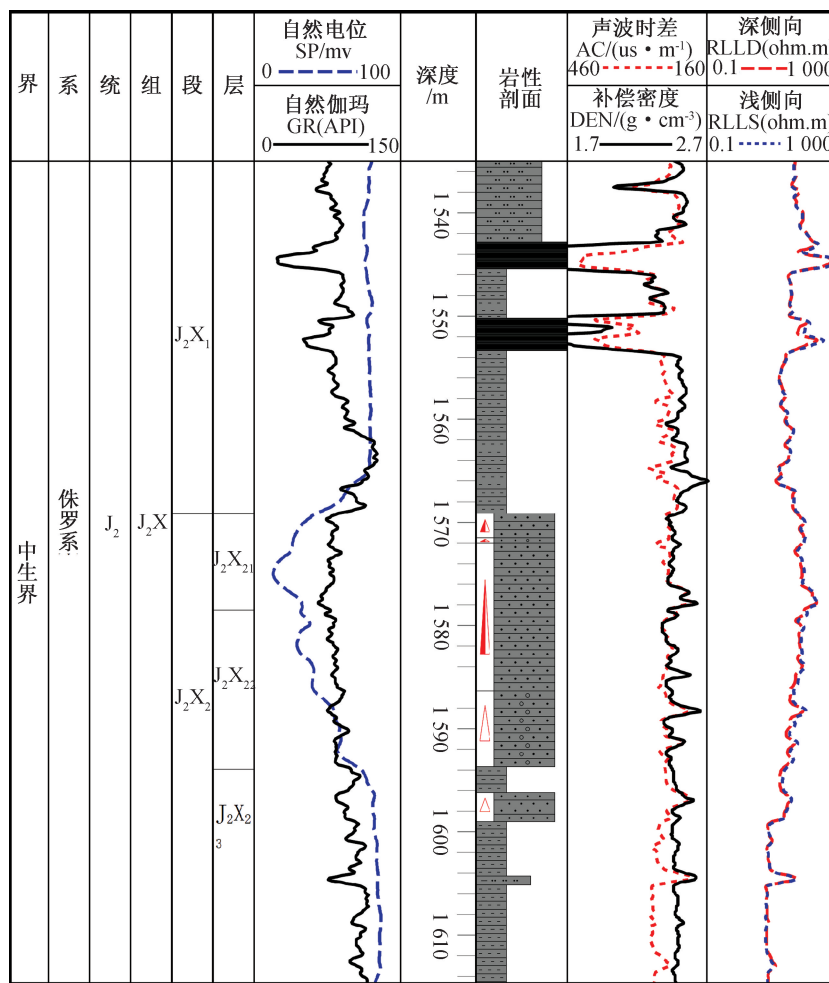 界
系
统
组
段
层
自然电位
SP/mv
0 100
自然伽玛
GR(API)
0 150
深度
/m
岩性
剖面
声波时差
AC/(us·m⁻¹)
460 160
补偿密度
DEN/(g·cm⁻³)
1.7 2.7
深侧向
RLLD(ohm.m)
0.1 1 000
浅侧向
RLLS(ohm.m)
0.1 1 000
中生界
侏罗系
J₂
J₂X
J₂X₁
J₂X₂
J₂X₂₁
J₂X₂₂
J₂X₂
3
1 540
1 550
1 560
1 570
1 580
1 590
1 600
1 610